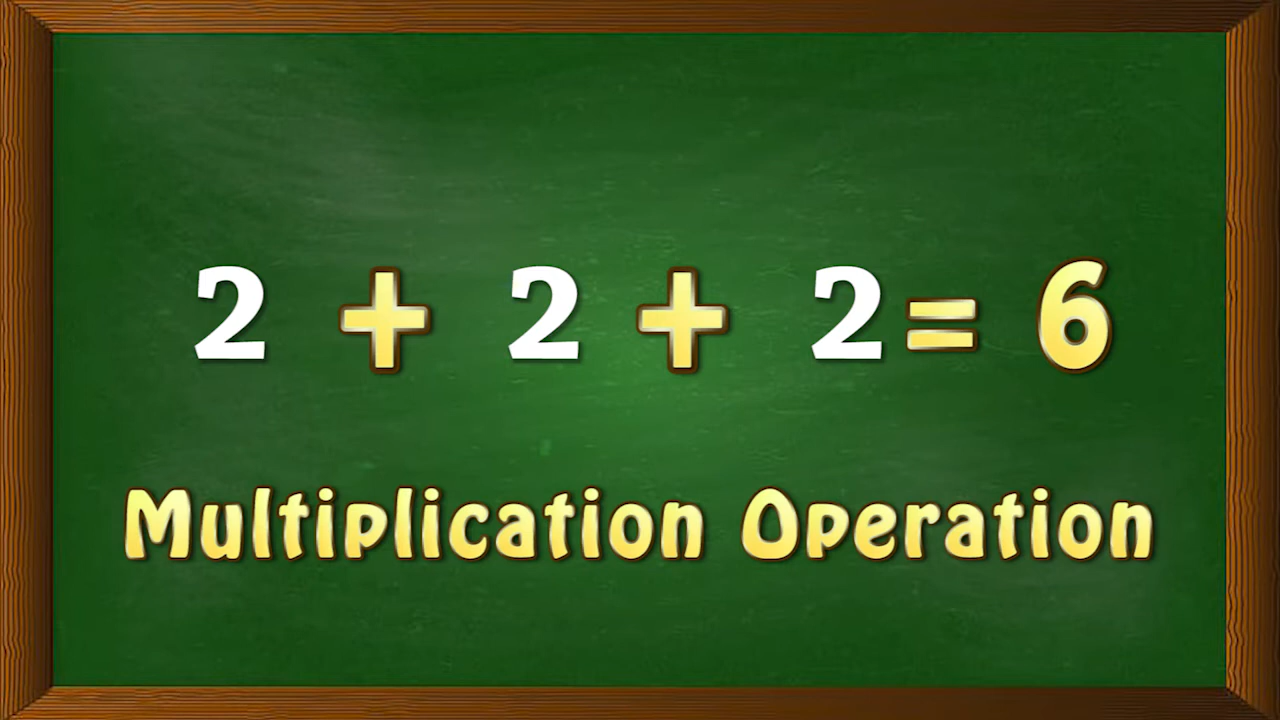 2 + 2 + 2 = 6
Multiplication Operation